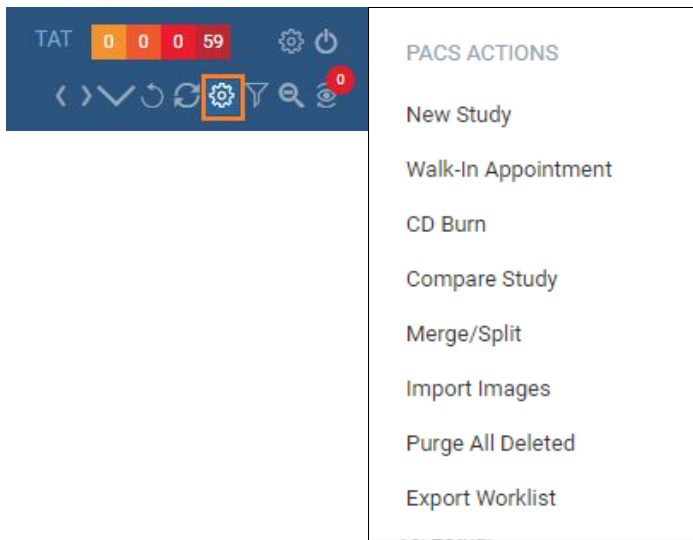 TAT 0 0 0 59
0
PACS ACTIONS
New Study
Walk-In Appointment
CD Burn
Compare Study
Merge/Split
Import Images
Purge All Deleted
Export Worklist